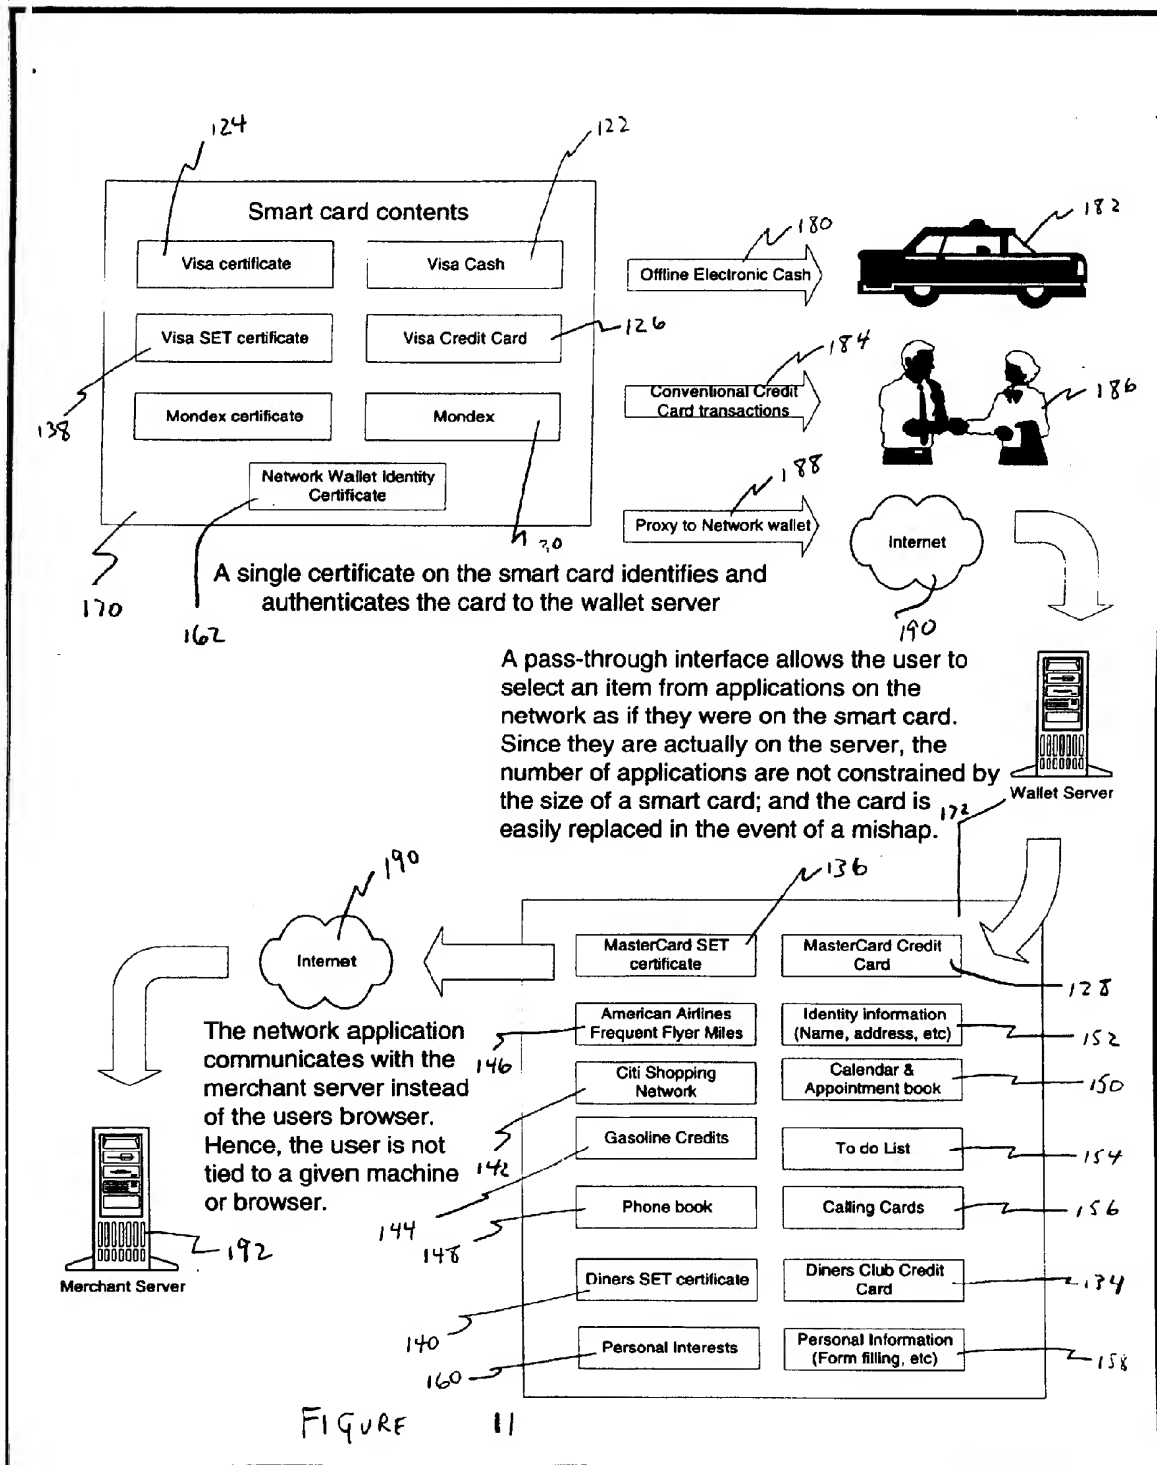 124
122
Smart card contents
182
180
Visa certificate
Visa Cash
Offline Electronic Cash
Visa SET certificate
Visa Credit Card
126
184
138
Mondex certificate
Mondex
Conventional Credit
Card transactions
186
Network Wallet Identity
Certificate
188
Proxy to Network wallet
Internet
170
162
190
A single certificate on the smart card identifies and
authenticates the card to the wallet server
A pass-through interface allows the user to
select an item from applications on the
network as if they were on the smart card.
Since they are actually on the server, the
number of applications are not constrained by
the size of a smart card; and the card is
easily replaced in the event of a mishap.
Wallet Server
172
190
136
Internet
MasterCard SET
certificate
MasterCard Credit
Card
128
American Airlines
Frequent Flyer Miles
146
Identity information
(Name, address, etc)
152
Citi Shopping
Network
142
Calendar &
Appointment book
150
Gasoline Credits
144
To do List
154
Phone book
148
Calling Cards
156
Diners SET certificate
140
Diners Club Credit
Card
134
Personal Interests
160
Personal Information
(Form filling, etc)
158
The network application
communicates with the
merchant server instead
of the users browser.
Hence, the user is not
tied to a given machine
or browser.
192
Merchant Server
FIGURE 11